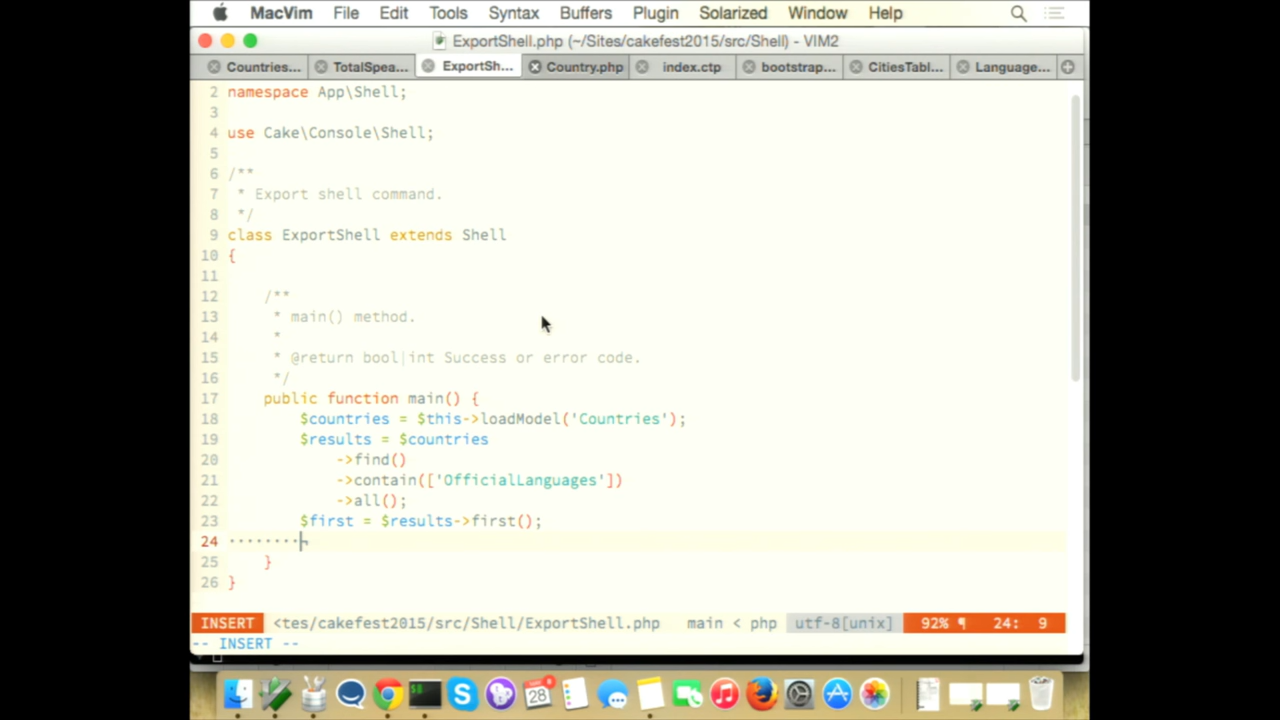 MacVim File Edit Tools Syntax Buffers Plugin Solarized Window Help
ExportShell.php (~/Sites/cakefest2015/src/Shell) - VIM2
Countries... TotalSpea... ExportSh... Country.php index.ctp bootstrap... CitiesTabl... Language...
2 namespace App\Shell;
3
4 use Cake\Console\Shell;
5
6 /**
7 * Export shell command.
8 */
9 class ExportShell extends Shell
10 {
11
12 /**
13 * main() method.
14 *
15 * @return bool|int Success or error code.
16 */
17 public function main() {
18 $countries = $this->loadModel('Countries');
19 $results = $countries
20 ->find()
21 ->contain(['OfficialLanguages'])
22 ->all();
23 $first = $results->first();
24 ········¬
25 }
26 }
INSERT <tes/cakefest2015/src/Shell/ExportShell.php main < php utf-8[unix] 92% ¶ 24: 9
-- INSERT --
28